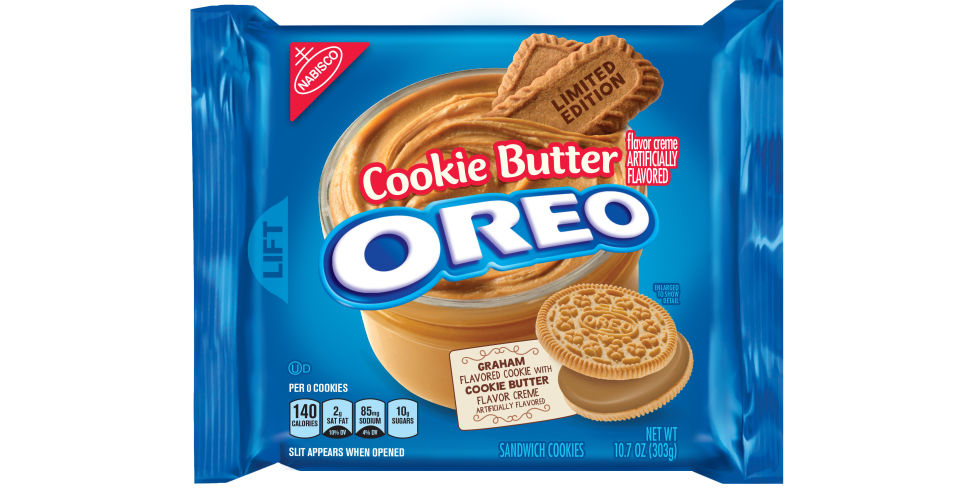 NABISCO
LIMITED
EDITION
Cookie Butter
flavor creme
ARTIFICIALLY
FLAVORED
OREO
LIFT
ENLARGED
TO SHOW
DETAIL
OREO
GRAHAM
FLAVORED COOKIE WITH
COOKIE BUTTER
FLAVOR CREME
ARTIFICIALLY FLAVORED
U D
PER 0 COOKIES
140
CALORIES
2g
SAT FAT
10% DV
85mg
SODIUM
4% DV
10g
SUGARS
SLIT APPEARS WHEN OPENED
SANDWICH COOKIES
NET WT
10.7 OZ (303g)